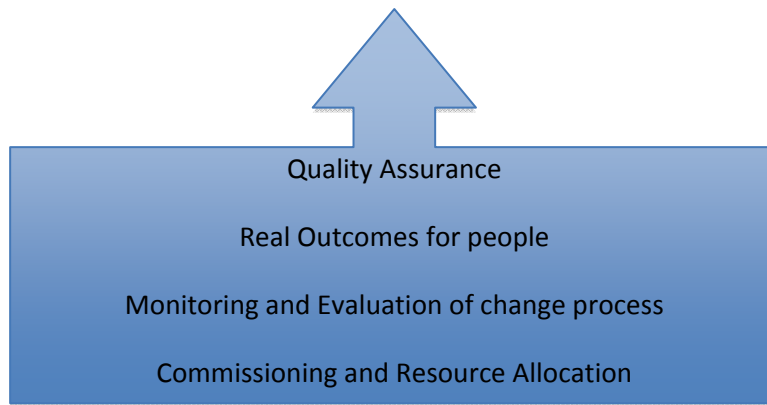 Quality Assurance
Real Outcomes for people
Monitoring and Evaluation of change process
Commissioning and Resource Allocation